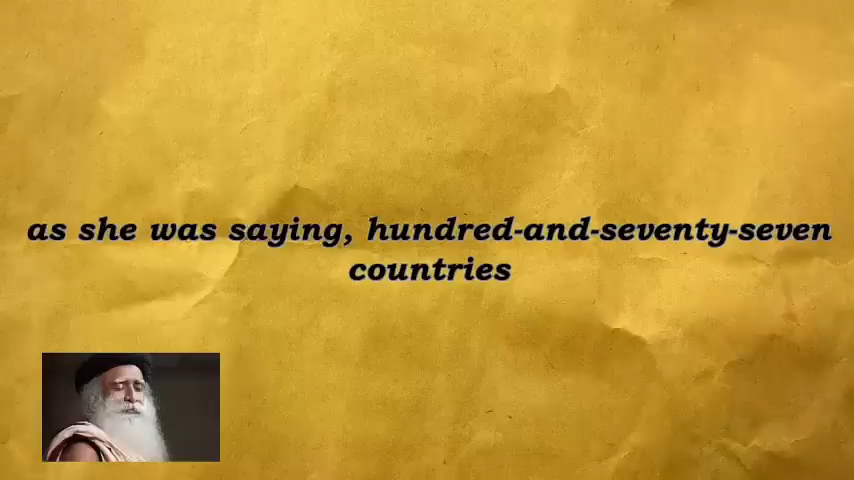 as she was saying, hundred-and-seventy-seven
countries